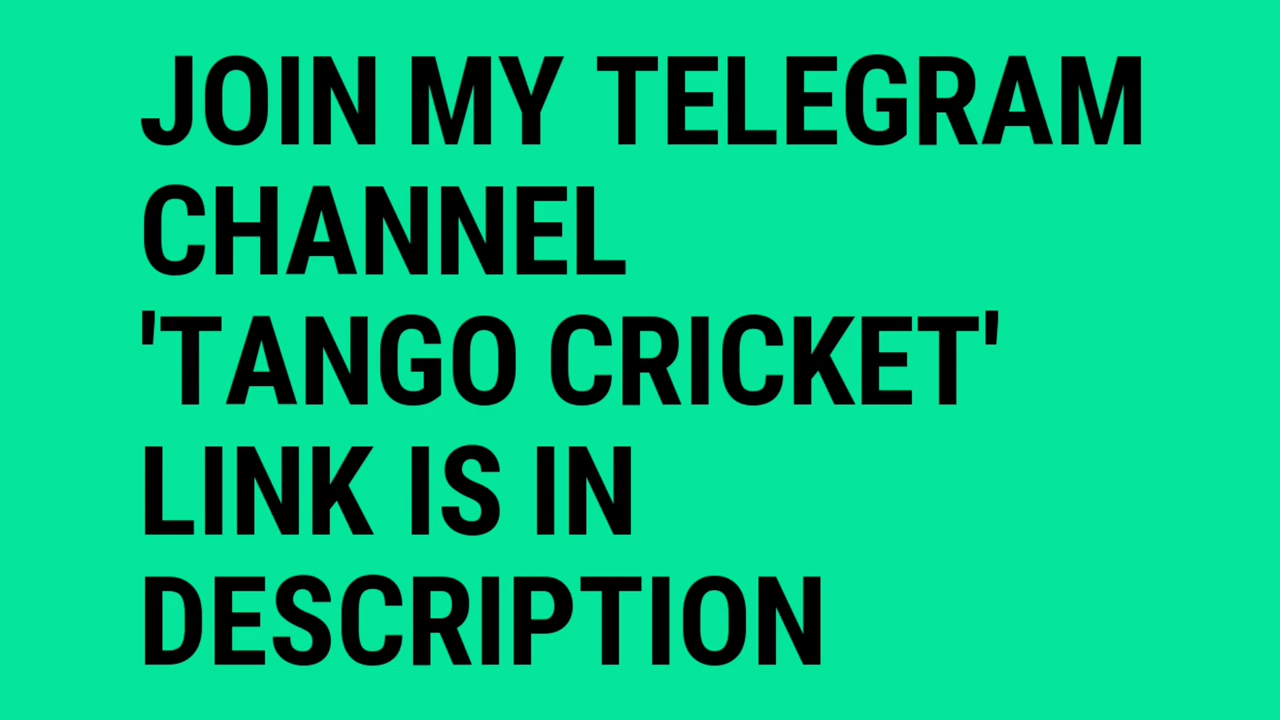 JOIN MY TELEGRAM
CHANNEL
'TANGO CRICKET'
LINK IS IN
DESCRIPTION